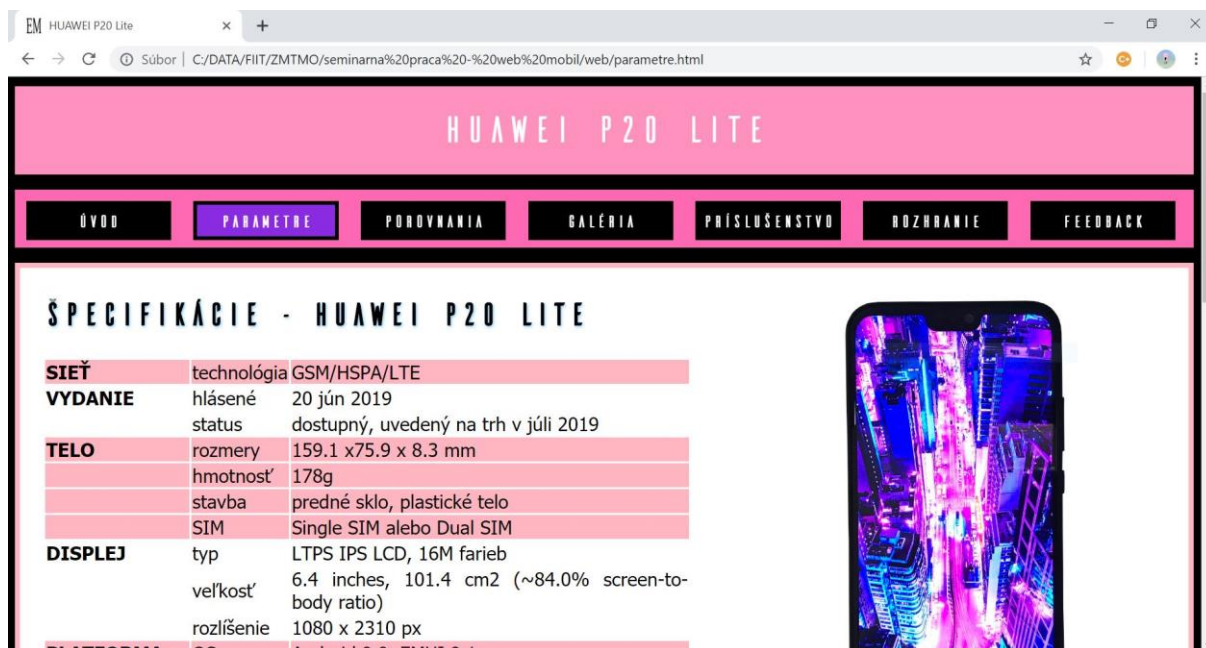 EM HUAWEI P20 Lite
Súbor | C:/DATA/FIIT/ZMTMO/seminarna%20praca%20-%20web%20mobil/web/parametre.html
HUAWEI P20 LITE
ÚVOD PARAMETRE POROVNANIA GALÉRIA PRÍSLUŠENSTVO ROZHRANIE FEEDBACK
ŠPECIFIKÁCIE - HUAWEI P20 LITE
SIEŤ technológia GSM/HSPA/LTE
VYDANIE hlásené 20 jún 2019
status dostupný, uvedený na trh v júli 2019
TELO rozmery 159.1 x75.9 x 8.3 mm
hmotnosť 178g
stavba predné sklo, plastické telo
SIM Single SIM alebo Dual SIM
DISPLEJ typ LTPS IPS LCD, 16M farieb
veľkosť 6.4 inches, 101.4 cm2 (~84.0% screen-to-
body ratio)
rozlíšenie 1080 x 2310 px